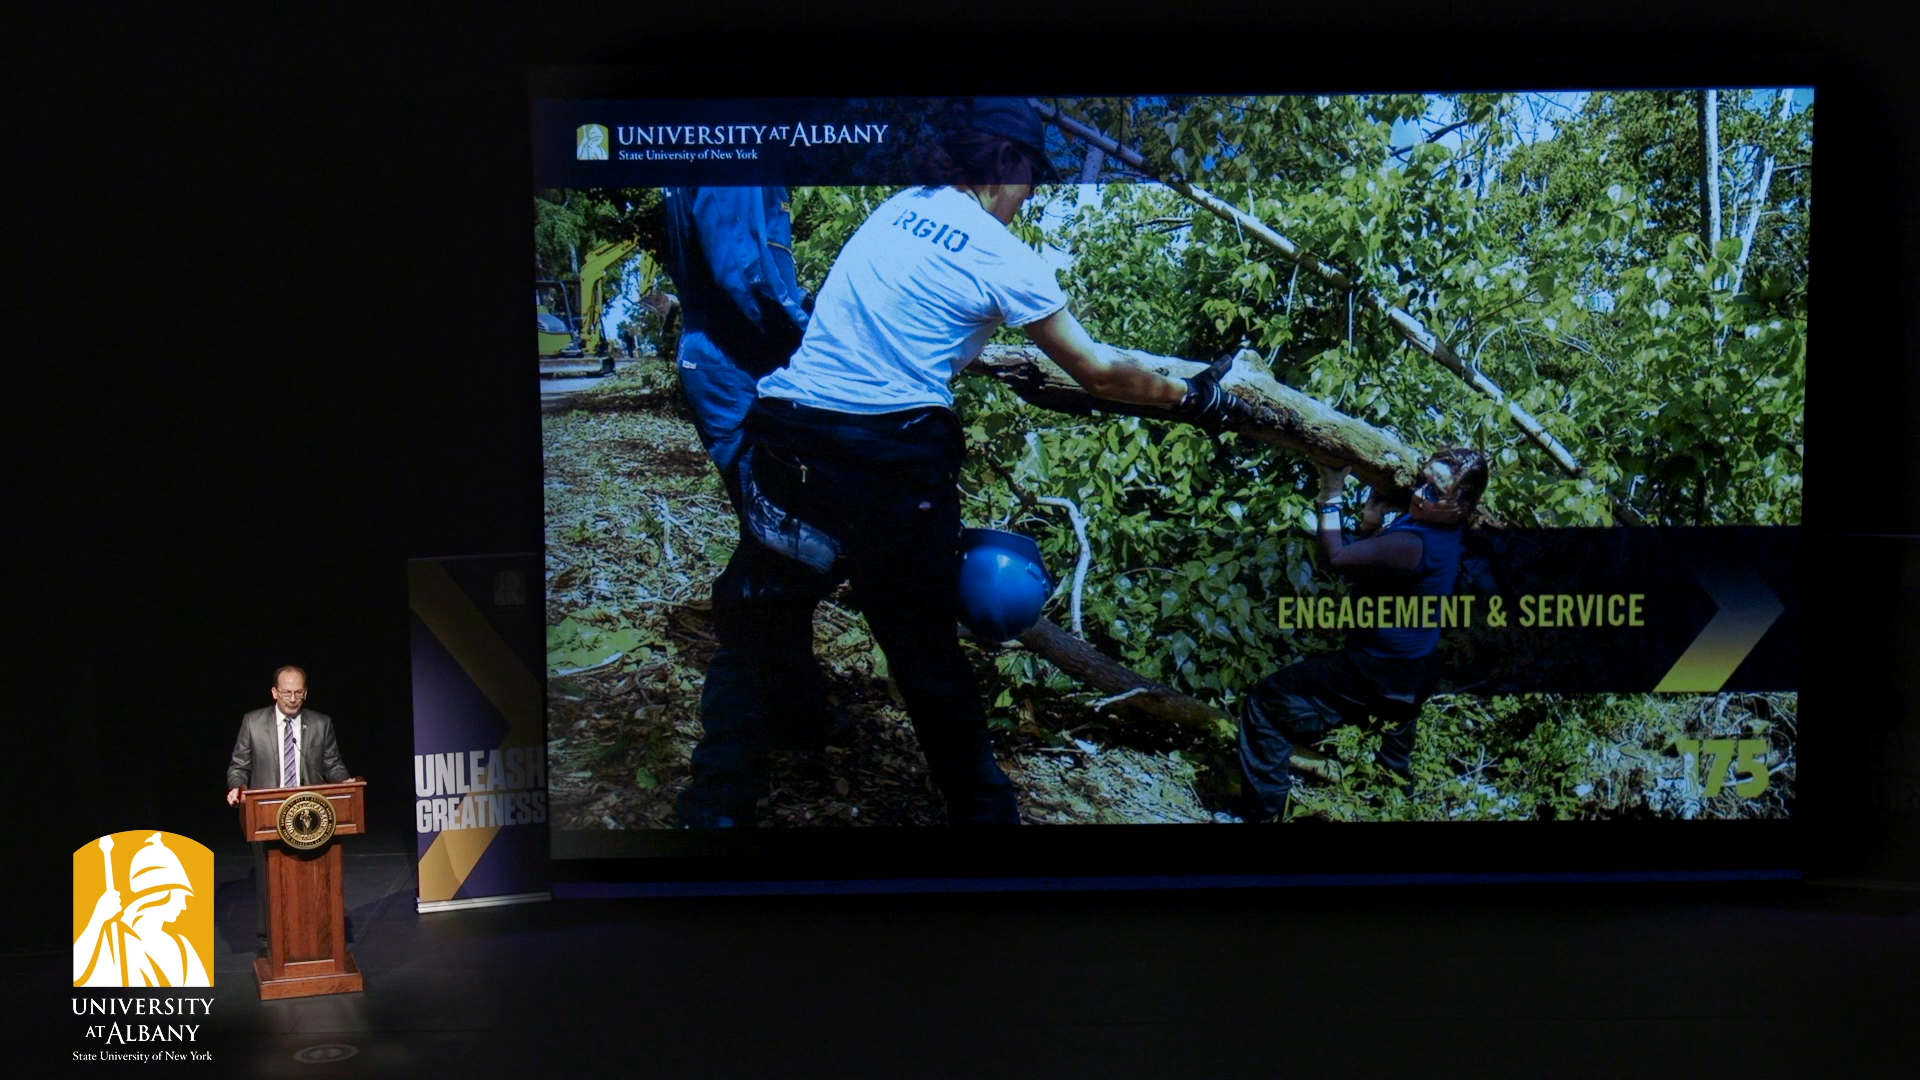 UNIVERSITY AT ALBANY
State University of New York
RGIO
ENGAGEMENT & SERVICE
175
UNLEASH
GREATNESS
UNIVERSITY
AT ALBANY
State University of New York